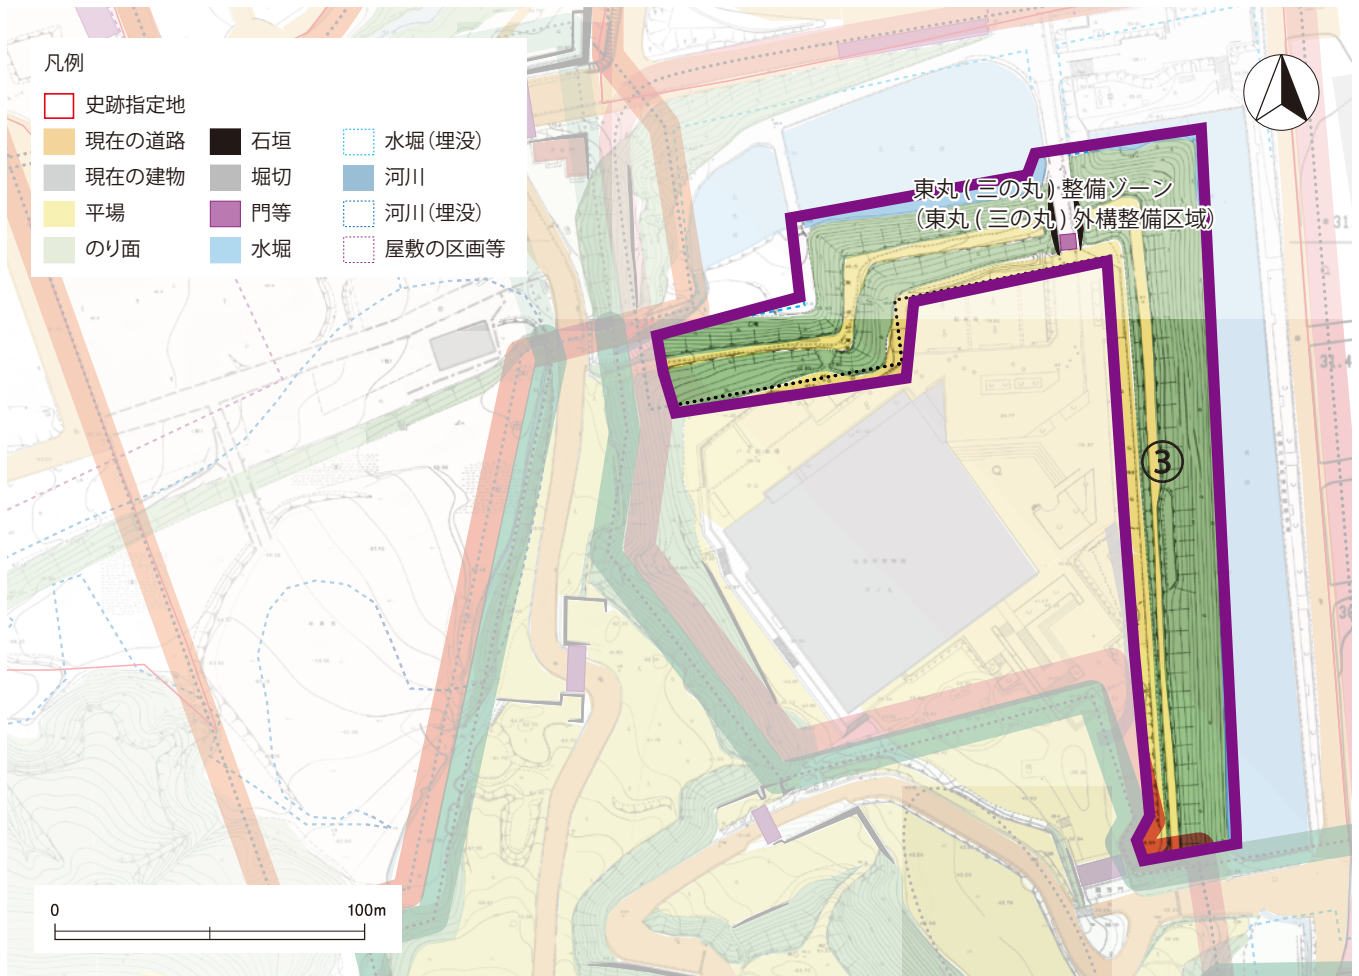 凡例
史跡指定地
現在の道路
石垣
水堀(埋没)
現在の建物
堀切
河川
平場
門等
河川(埋没)
のり面
水堀
屋敷の区画等
東丸(三の丸)整備ゾーン
(東丸(三の丸)外構整備区域)
③
0
100m